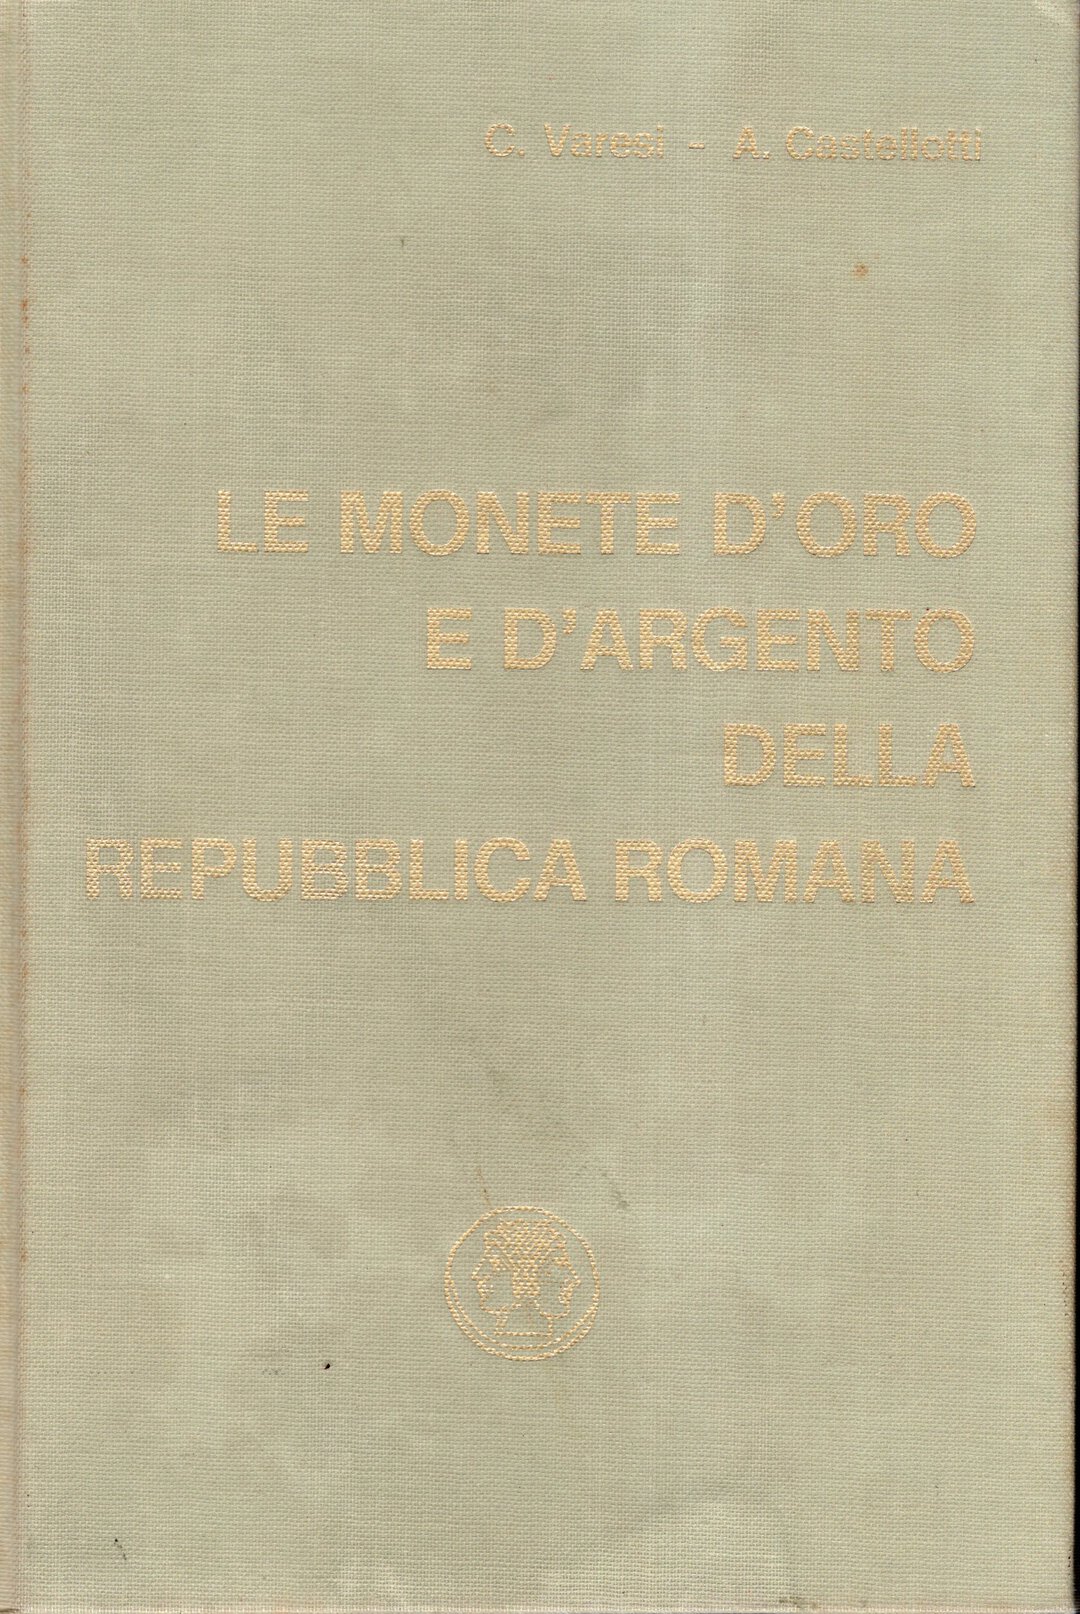 C. Varesi - A. Castellotti
LE MONETE D'ORO
E D'ARGENTO
DELLA
REPUBBLICA ROMANA